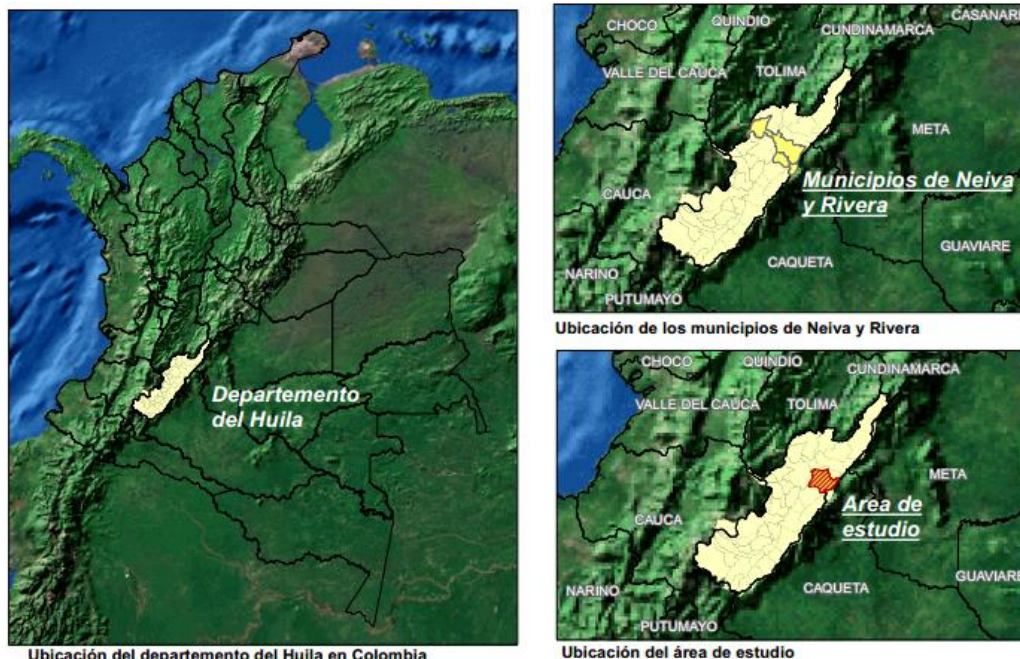 Departamento
del Huila
Ubicación del departemento del Huila en Colombia
CHOCO
QUINDIO
CASANARE
CUNDINAMARCA
VALLE DEL CAUCA
TOLIMA
META
Municipios de Neiva
y Rivera
CAUCA
GUAVIARE
CAQUETA
NARINO
PUTUMAYO
Ubicación de los municipios de Neiva y Rivera
CHOCO
QUINDIO
CUNDINAMARCA
VALLE DEL CAUCA
TOLIMA
META
Area de
estudio
CAUCA
GUAVIARE
CAQUETA
NARINO
PUTUMAYO
Ubicación del área de estudio